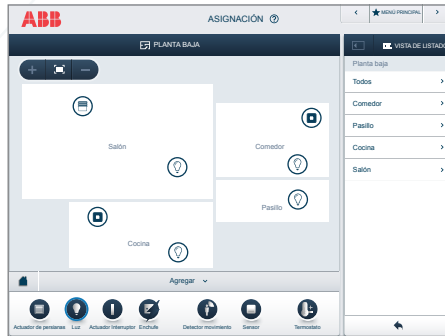 ABB
ASIGNACIÓN
MENÚ PRINCIPAL
PLANTA BAJA
VISTA DE LISTADO
Planta baja
Todos
Comedor
Pasillo
Cocina
Salón
Salón
Comedor
Pasillo
Cocina
Agregar
Actuador de persianas
Luz
Actuador Interruptor
Enchufe
Detector movimiento
Sensor
Termostato